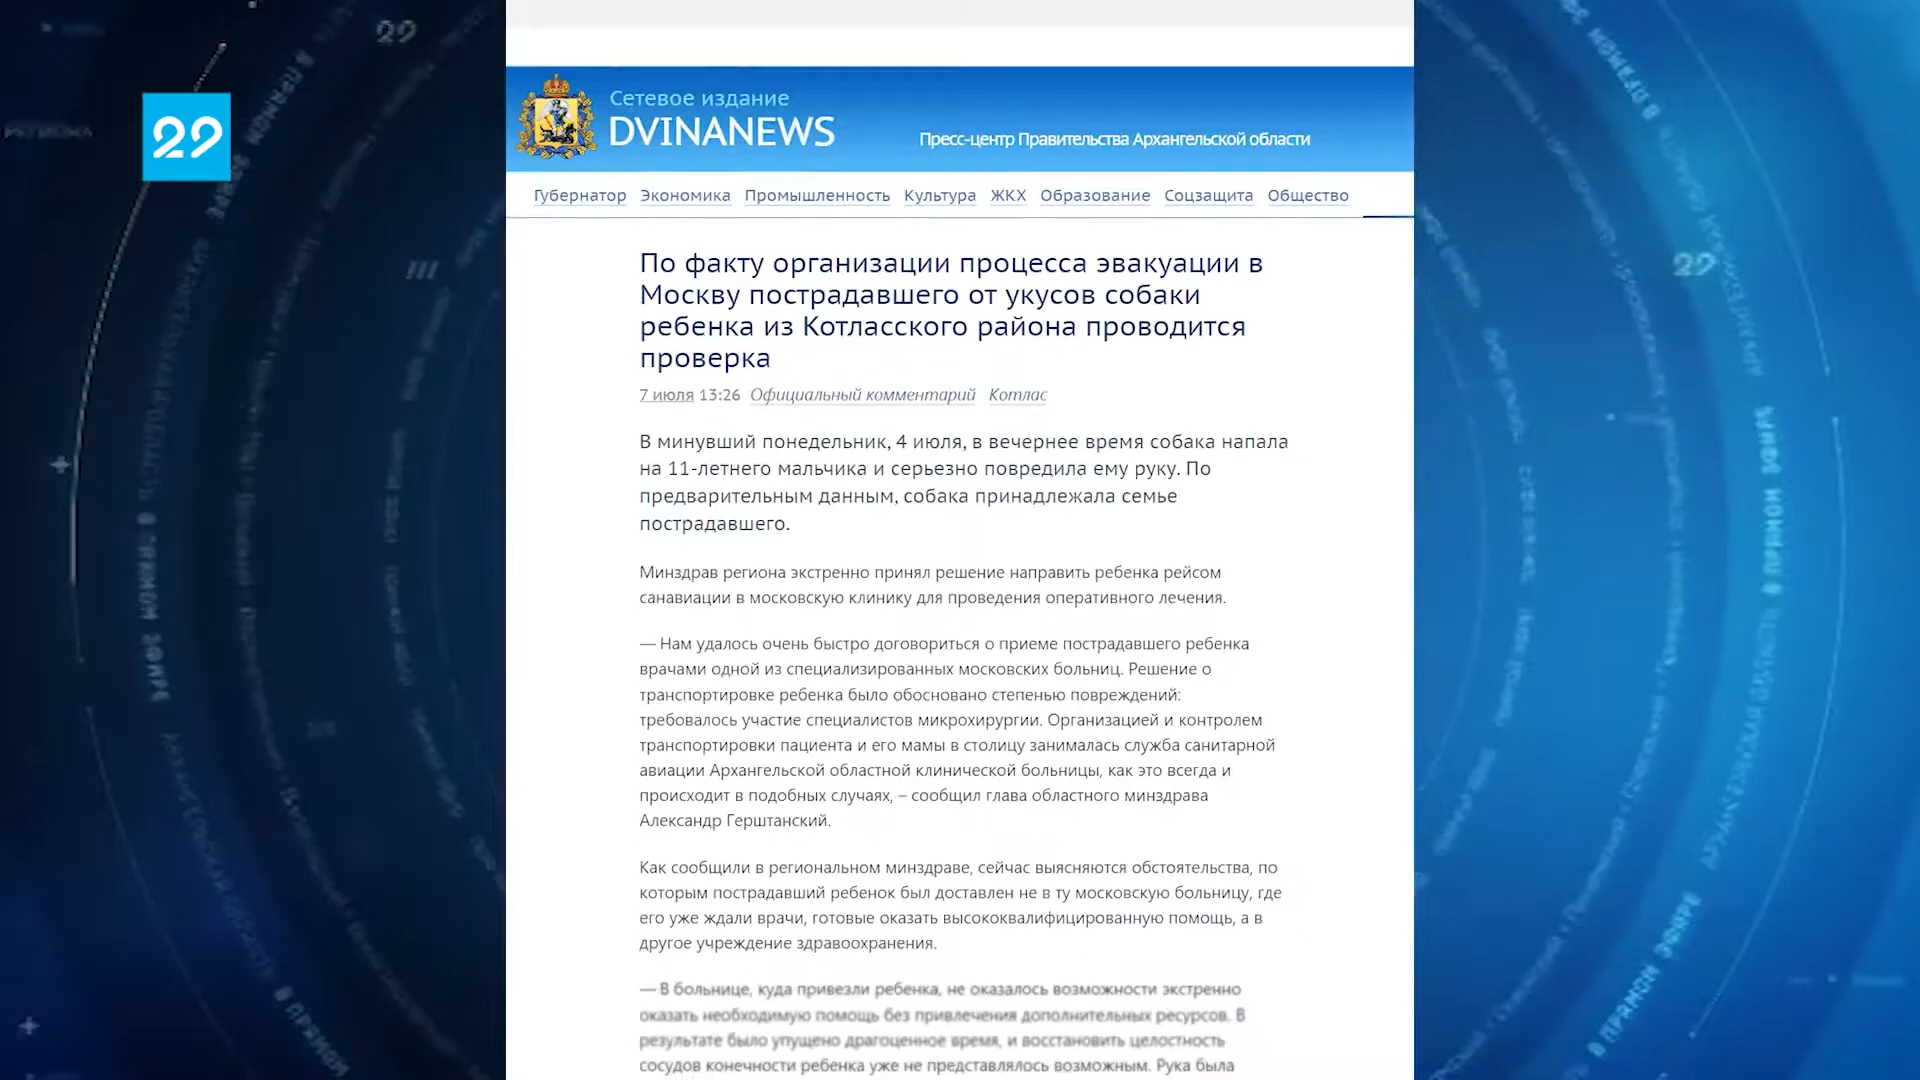 29
Сетевое издание
DVINANEWS
Пресс-центр Правительства Архангельской области
Губернатор Экономика Промышленность Культура ЖКХ Образование Соцзащита Общество
По факту организации процесса эвакуации в
Москву пострадавшего от укусов собаки
ребенка из Котласского района проводится
проверка
7 июля 13:26 Официальный комментарий Котлас
В минувший понедельник, 4 июля, в вечернее время собака напала
на 11-летнего мальчика и серьезно повредила ему руку. По
предварительным данным, собака принадлежала семье
пострадавшего.
Минздрав региона экстренно принял решение направить ребенка рейсом
санавиации в московскую клинику для проведения оперативного лечения.
— Нам удалось очень быстро договориться о приеме пострадавшего ребенка
врачами одной из специализированных московских больниц. Решение о
транспортировке ребенка было обосновано степенью повреждений:
требовалось участие специалистов микрохирургии. Организацией и контролем
транспортировки пациента и его мамы в столицу занималась служба санитарной
авиации Архангельской областной клинической больницы, как это всегда и
происходит в подобных случаях, – сообщил глава областного минздрава
Александр Герштанский.
Как сообщили в региональном минздраве, сейчас выясняются обстоятельства, по
которым пострадавший ребенок был доставлен не в ту московскую больницу, где
его уже ждали врачи, готовые оказать высококвалифицированную помощь, а в
другое учреждение здравоохранения.
— В больнице, куда привезли ребенка, не оказалось возможности экстренно
оказать необходимую помощь без привлечения дополнительных ресурсов. В
результате было упущено драгоценное время, и восстановить целостность
сосудов конечности ребенка уже не представлялось возможным. Рука была